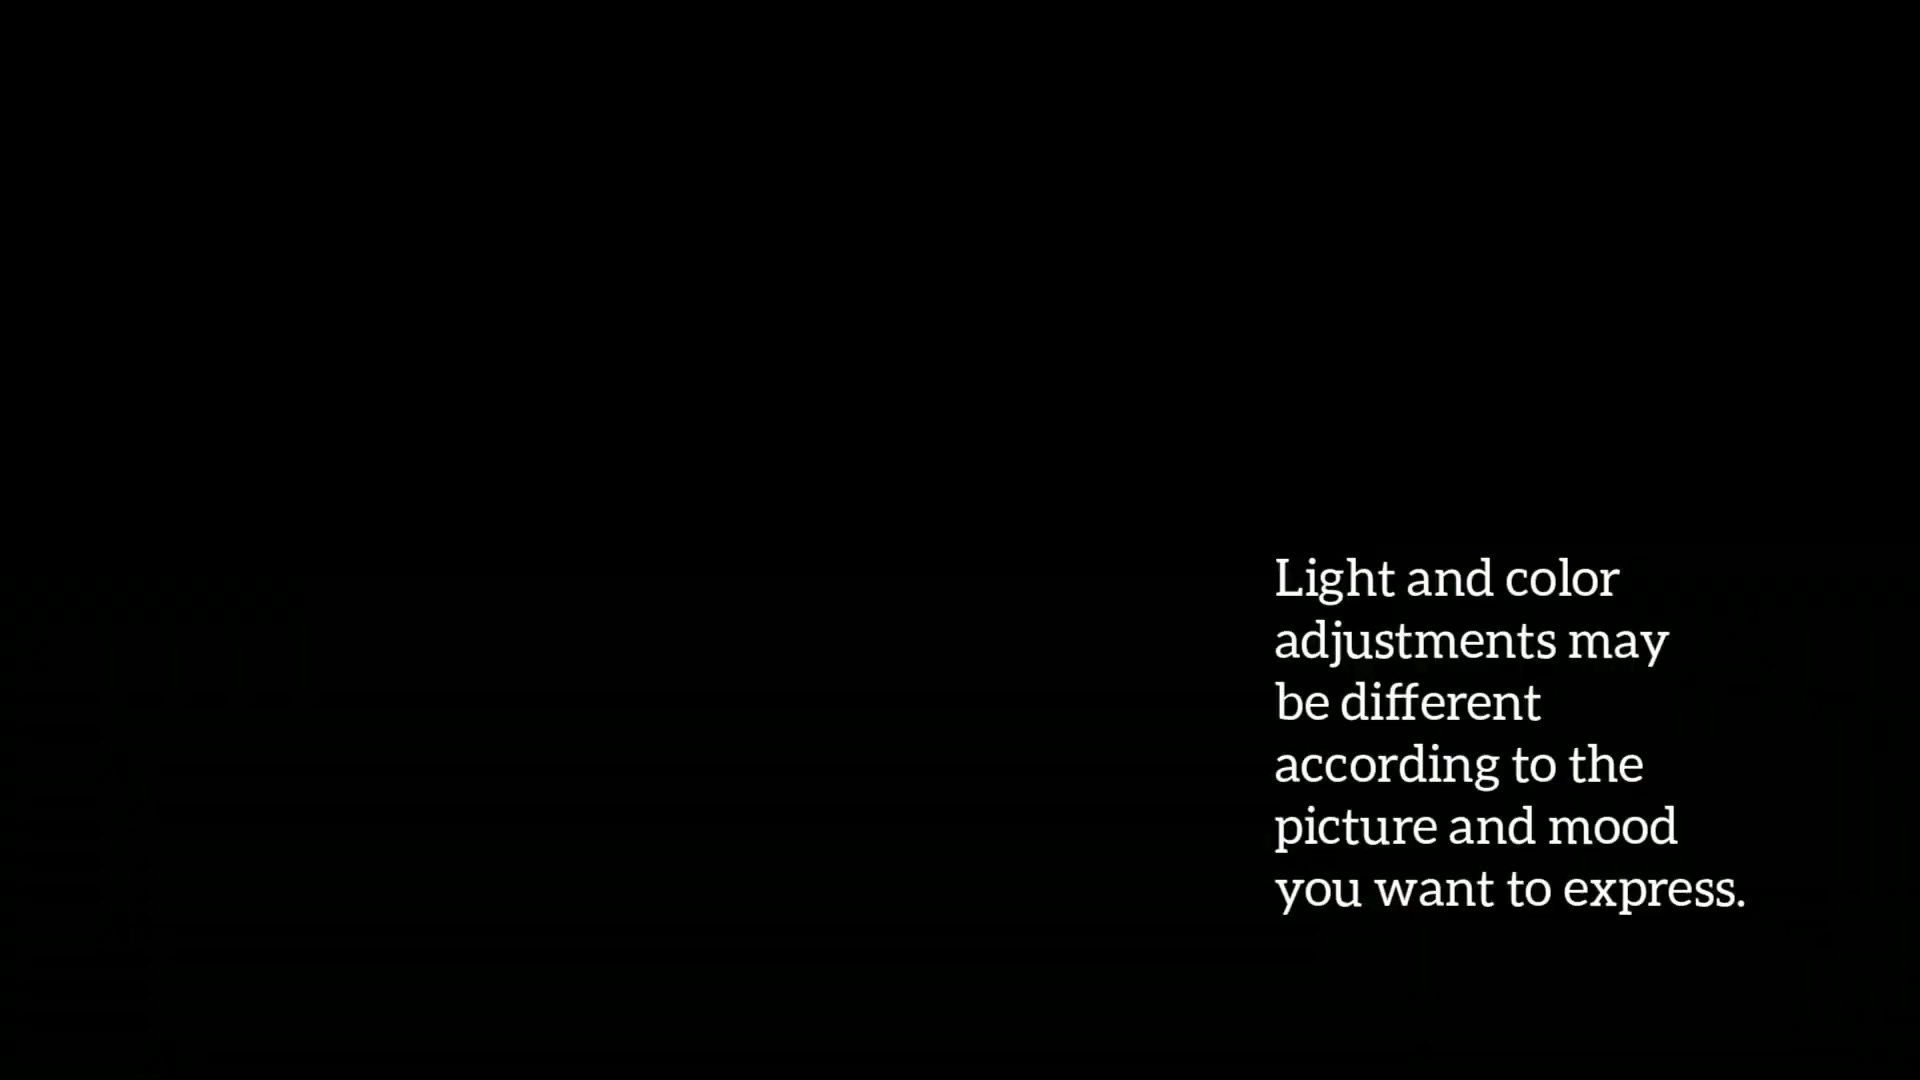 Light and color
adjustments may
be different
according to the
picture and mood
you want to express.